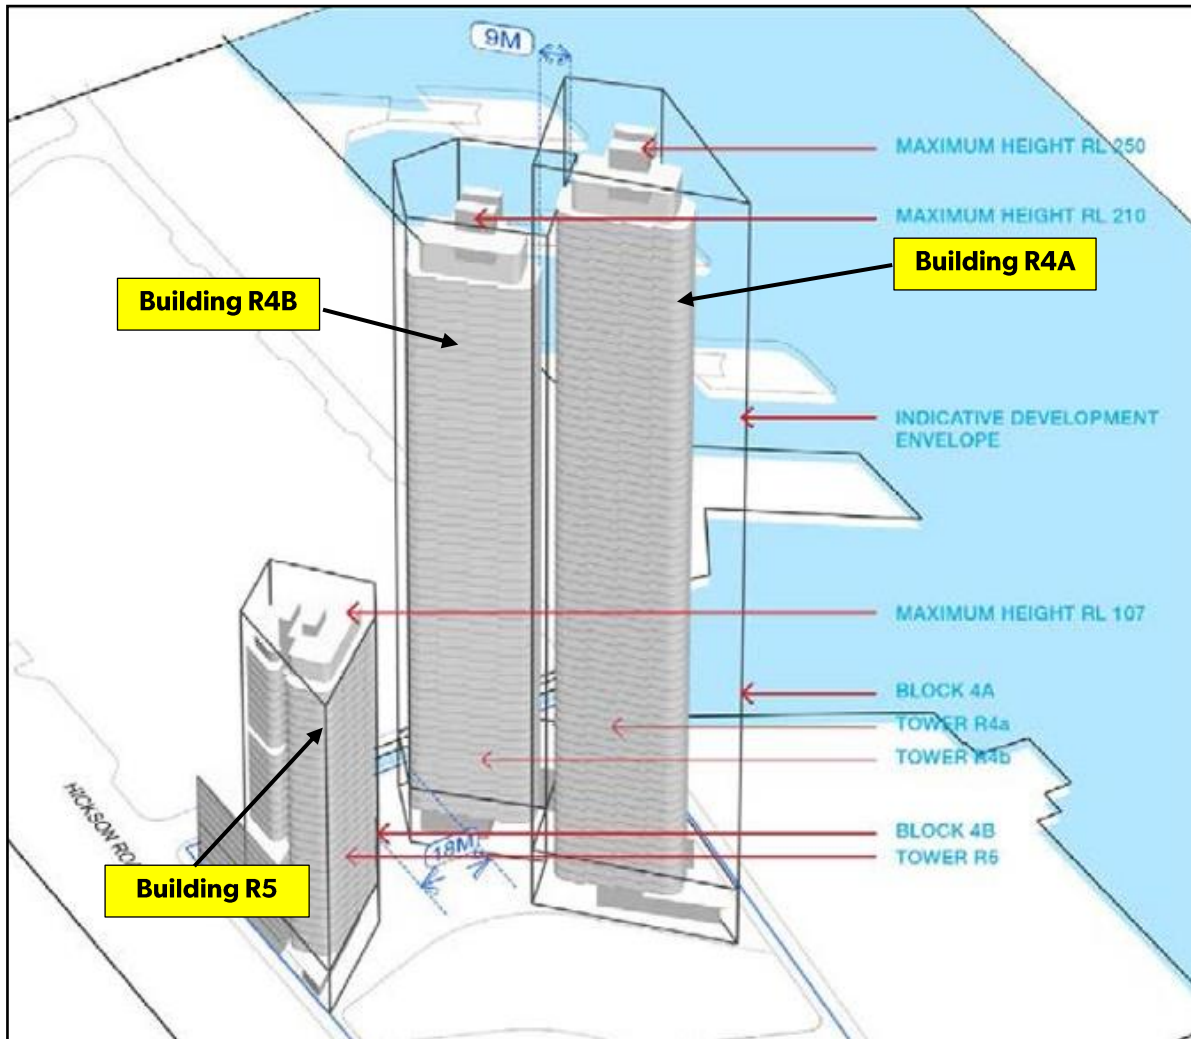 9M
MAXIMUM HEIGHT RL 250
MAXIMUM HEIGHT RL 210
Building R4A
Building R4B
INDICATIVE DEVELOPMENT
ENVELOPE
MAXIMUM HEIGHT RL 107
BLOCK 4A
TOWER R4a
TOWER R4b
HICKSON
BLOCK 4B
18M
TOWER R5
Building R5